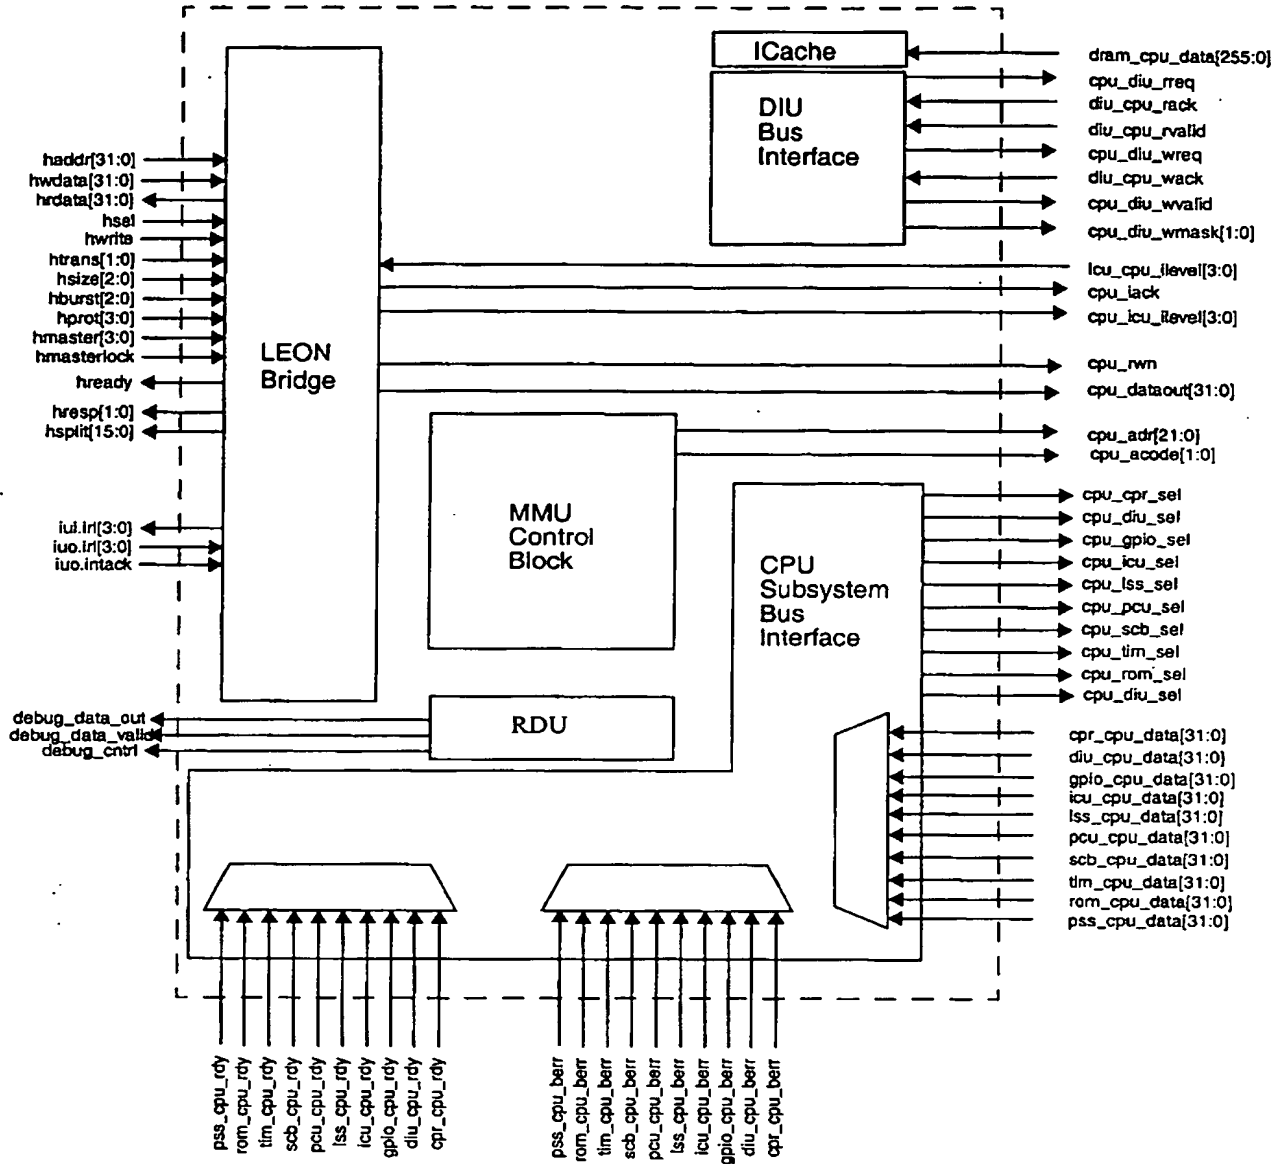 ICache
DIU
Bus
Interface
dram_cpu_data[255:0]
cpu_diu_rreq
diu_cpu_rack
diu_cpu_rvalid
cpu_diu_wreq
diu_cpu_wack
cpu_diu_wvalid
cpu_diu_wmask[1:0]
icu_cpu_ilevel[3:0]
cpu_iack
cpu_icu_ilevel[3:0]
cpu_rwn
cpu_dataout[31:0]
cpu_adr[21:0]
cpu_acode[1:0]
haddr[31:0]
hwdata[31:0]
hrdata[31:0]
hsel
hwrite
htrans[1:0]
hsize[2:0]
hburst[2:0]
hprot[3:0]
hmaster[3:0]
hmasterlock
hready
hresp[1:0]
hsplit[15:0]
iui.irl[3:0]
iuo.irl[3:0]
iuo.intack
LEON
Bridge
MMU
Control
Block
CPU
Subsystem
Bus
Interface
cpu_cpr_sel
cpu_diu_sel
cpu_gpio_sel
cpu_icu_sel
cpu_lss_sel
cpu_pcu_sel
cpu_scb_sel
cpu_tim_sel
cpu_rom_sel
cpu_diu_sel
debug_data_out
debug_data_valid
debug_cntrl
RDU
cpr_cpu_data[31:0]
diu_cpu_data[31:0]
gpio_cpu_data[31:0]
icu_cpu_data[31:0]
lss_cpu_data[31:0]
pcu_cpu_data[31:0]
scb_cpu_data[31:0]
tim_cpu_data[31:0]
rom_cpu_data[31:0]
pss_cpu_data[31:0]
pss_cpu_rdy
rom_cpu_rdy
tim_cpu_rdy
scb_cpu_rdy
pcu_cpu_rdy
lss_cpu_rdy
icu_cpu_rdy
gpio_cpu_rdy
diu_cpu_rdy
cpr_cpu_rdy
pss_cpu_berr
rom_cpu_berr
tim_cpu_berr
scb_cpu_berr
pcu_cpu_berr
lss_cpu_berr
icu_cpu_berr
gpio_cpu_berr
diu_cpu_berr
cpr_cpu_berr